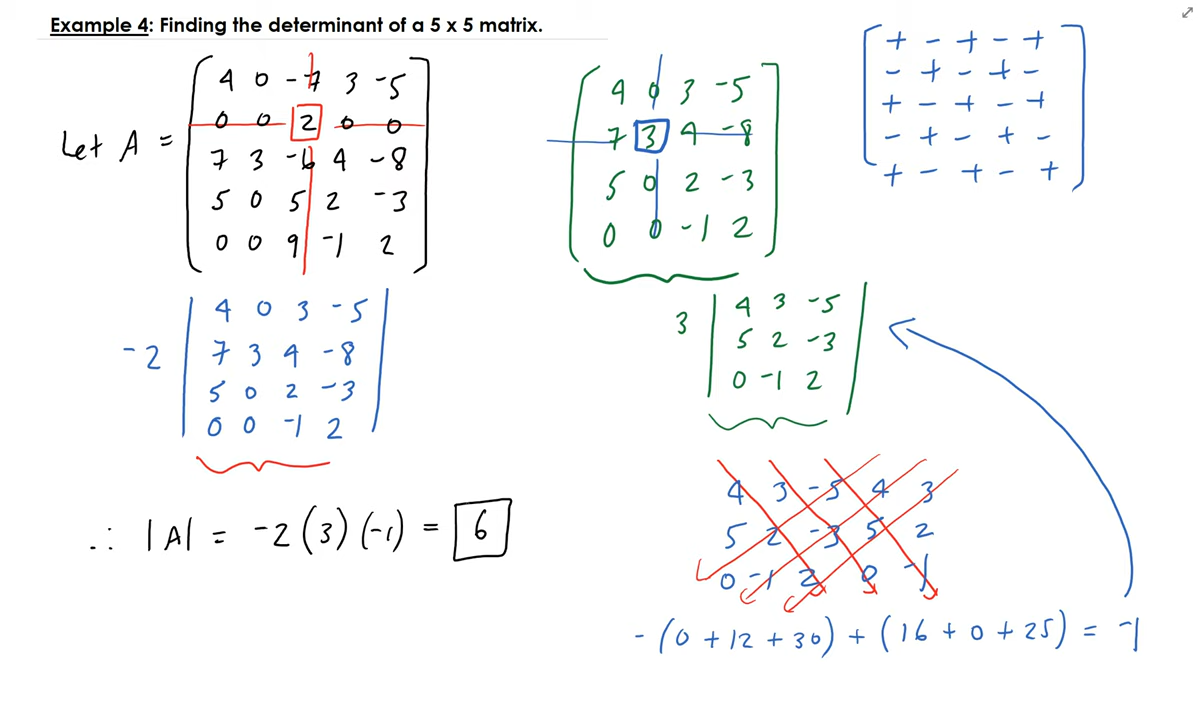 Example 4: Finding the determinant of a 5 x 5 matrix.
Let A =
4 0 -7 3 -5
0 0 2 0 0
7 3 -6 4 -8
5 0 5 2 -3
0 0 9 -1 2
4 0 3 -5
7 3 4 -8
5 0 2 -3
0 0 -1 2
+ - + - +
- + - + -
+ - + - +
- + - + -
+ - + - +
-2
4 0 3 -5
7 3 4 -8
5 0 2 -3
0 0 -1 2
3
4 3 -5
5 2 -3
0 -1 2
4 3 -5 4 3
5 2 -3 5 2
0 -1 2 0 -1
-(0 + 12 + 30) + (16 + 0 + 25) = -1
∴ |A| = -2(3)(-1) = 6